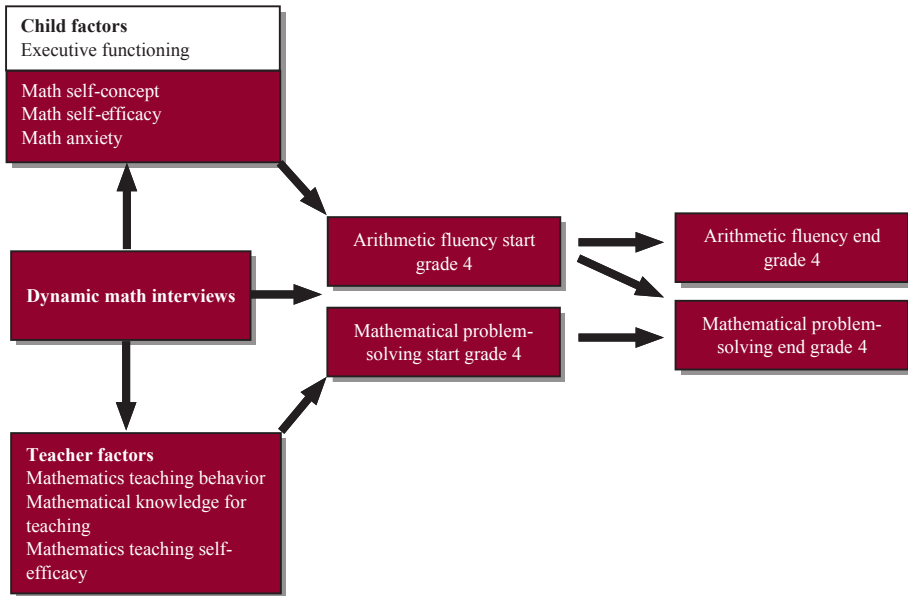 Child factors
Executive functioning
Math self-concept
Math self-efficacy
Math anxiety
Dynamic math interviews
Teacher factors
Mathematics teaching behavior
Mathematical knowledge for
teaching
Mathematics teaching self-
efficacy
Arithmetic fluency start
grade 4
Mathematical problem-
solving start grade 4
Arithmetic fluency end
grade 4
Mathematical problem-
solving end grade 4